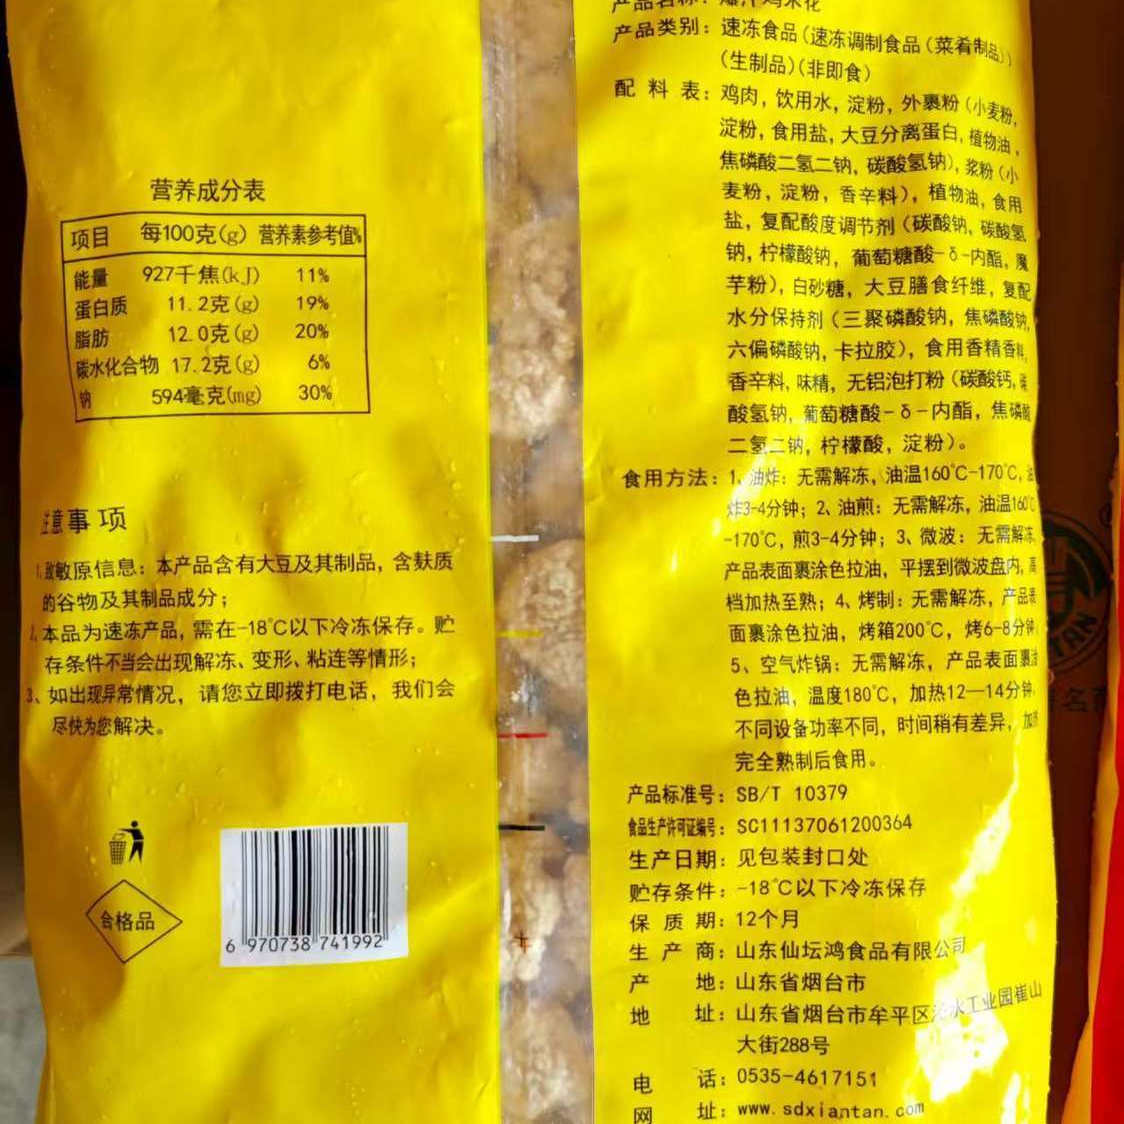 营养成分表
项目 每100克(g) 营养素参考值%
能量 927千焦(kJ) 11%
蛋白质 11.2克(g) 19%
脂肪 12.0克(g) 20%
碳水化合物 17.2克(g) 6%
钠 594毫克(mg) 30%
注意事项
1、致敏原信息：本产品含有大豆及其制品，含麸质
的谷物及其制品成分；
2、本品为速冻产品，需在-18℃以下冷冻保存。贮
存条件不当会出现解冻、变形、粘连等情形；
3、如出现异常情况，请您立即拨打电话，我们会
尽快为您解决。
合格品
6 970738 741992
产品名称：爆汁鸡米花
产品类别：速冻食品（速冻调制食品（菜肴制品））
（生制品）（非即食）
配料表：鸡肉，饮用水，淀粉，外裹粉（小麦粉，
淀粉，食用盐，大豆分离蛋白，植物油，
焦磷酸二氢二钠，碳酸氢钠），浆粉（小
麦粉，淀粉，香辛料），植物油，食用
盐，复配酸度调节剂（碳酸钠，碳酸氢
钠，柠檬酸钠，葡萄糖酸-δ-内酯，魔
芋粉），白砂糖，大豆膳食纤维，复配
水分保持剂（三聚磷酸钠，焦磷酸钠，
六偏磷酸钠，卡拉胶），食用香精香料，
香辛料，味精，无铝泡打粉（碳酸钙，碳
酸氢钠，葡萄糖酸-δ-内酯，焦磷酸
二氢二钠，柠檬酸，淀粉）。
食用方法：1、油炸：无需解冻，油温160℃-170℃，油
炸3-4分钟；2、油煎：无需解冻，油温160℃
-170℃，煎3-4分钟；3、微波：无需解冻，
产品表面裹涂色拉油，平摆到微波盘内，高
档加热至熟；4、烤制：无需解冻，产品表
面裹涂色拉油，烤箱200℃，烤6-8分钟；
5、空气炸锅：无需解冻，产品表面裹涂
色拉油，温度180℃，加热12—14分钟，
不同设备功率不同，时间稍有差异，加热
完全熟制后食用。
产品标准号：SB/T 10379
食品生产许可证编号：SC11137061200364
生产日期：见包装封口处
贮存条件：-18℃以下冷冻保存
保质期：12个月
生产商：山东仙坛鸿食品有限公司
产地：山东省烟台市
地址：山东省烟台市牟平区沁水工业园崔山
大街288号
电话：0535-4617151
网址：www.sdxiantan.com